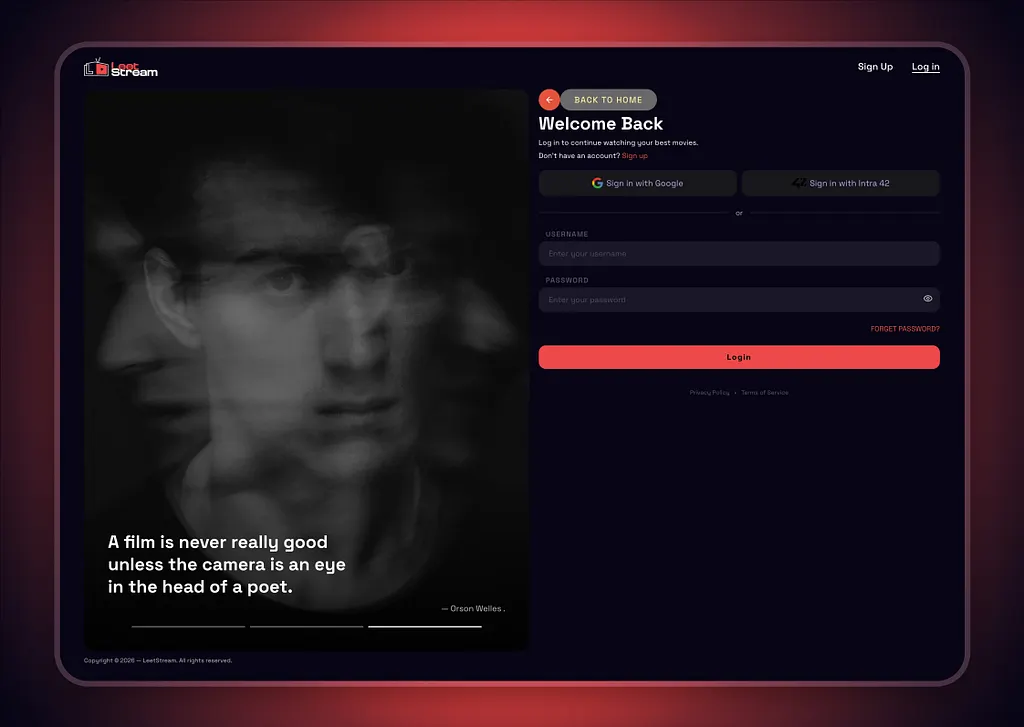 Leet
Stream
Sign Up
Log in
BACK TO HOME
Welcome Back
Log in to continue watching your best movies.
Don't have an account? Sign up
Sign in with Google
42 Sign in with Intra 42
or
USERNAME
Enter your username
PASSWORD
Enter your password
FORGET PASSWORD?
Login
Privacy Policy • Terms of Service
A film is never really good
unless the camera is an eye
in the head of a poet.
— Orson Welles .
Copyright © 2026 — LeetStream. All rights reserved.